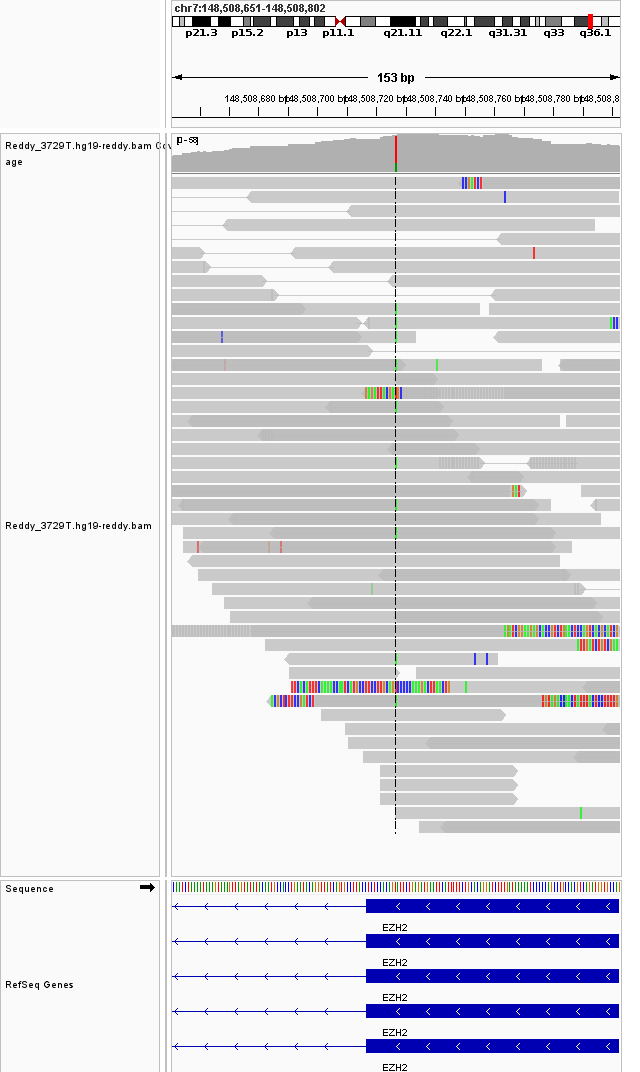 chr7:148,508,651-148,508,802
p21.3 p15.2 p13 p11.1 q21.11 q22.1 q31.31 q33 q36.1
153 bp
148,508,680 bp 148,508,700 bp 148,508,720 bp 148,508,740 bp 148,508,760 bp 148,508,780 bp 148,508,8
Reddy_3729T.hg19-reddy.bam Cov
age
[0 - 58]
Reddy_3729T.hg19-reddy.bam
Sequence
EZH2
EZH2
RefSeq Genes
EZH2
EZH2
EZH2